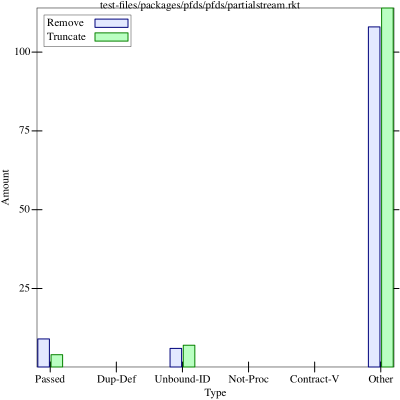 test-files/packages/pfds/pfds/partialstream.rkt
Remove
Truncate
100
75
50
25
Amount
Passed Dup-Def Unbound-ID Not-Proc Contract-V Other
Type